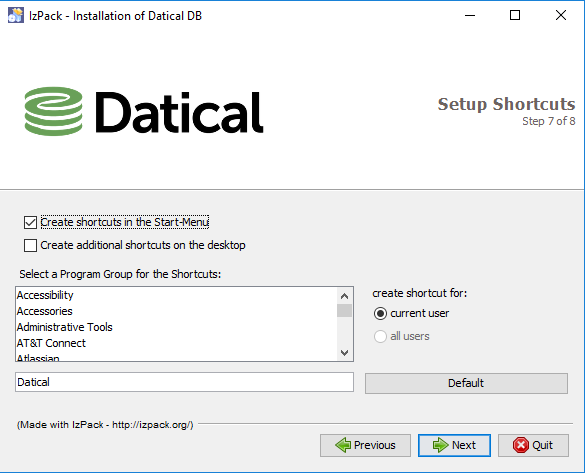 IzPack - Installation of Datical DB
Datical
Setup Shortcuts
Step 7 of 8
Create shortcuts in the Start-Menu
Create additional shortcuts on the desktop
Select a Program Group for the Shortcuts:
Accessibility
Accessories
Administrative Tools
AT&T Connect
Atlassian
create shortcut for:
current user
all users
Datical
Default
(Made with IzPack - http://izpack.org/)
Previous
Next
Quit